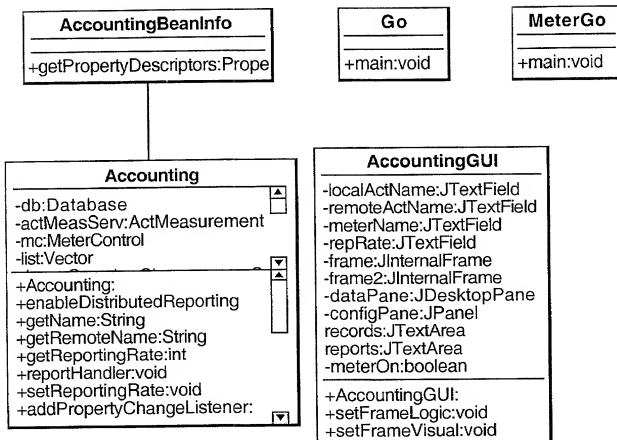 AccountingBeanInfo
+getPropertyDescriptors:Prope
Go
+main:void
MeterGo
+main:void
Accounting
-db:Database
-actMeasServ:ActMeasurement
-mc:MeterControl
-list:Vector
+Accounting:
+enableDistributedReporting
+getName:String
+getRemoteName:String
+getReportingRate:int
+reportHandler:void
+setReportingRate:void
+addPropertyChangeListener:
AccountingGUI
-localActName:JTextField
-remoteActName:JTextField
-meterName:JTextField
-repRate:JTextField
-frame:JInternalFrame
-frame2:JInternalFrame
-dataPane:JDesktopPane
-configPane:JPanel
records:JTextArea
reports:JTextArea
-meterOn:boolean
+AccountingGUI:
+setFrameLogic:void
+setFrameVisual:void